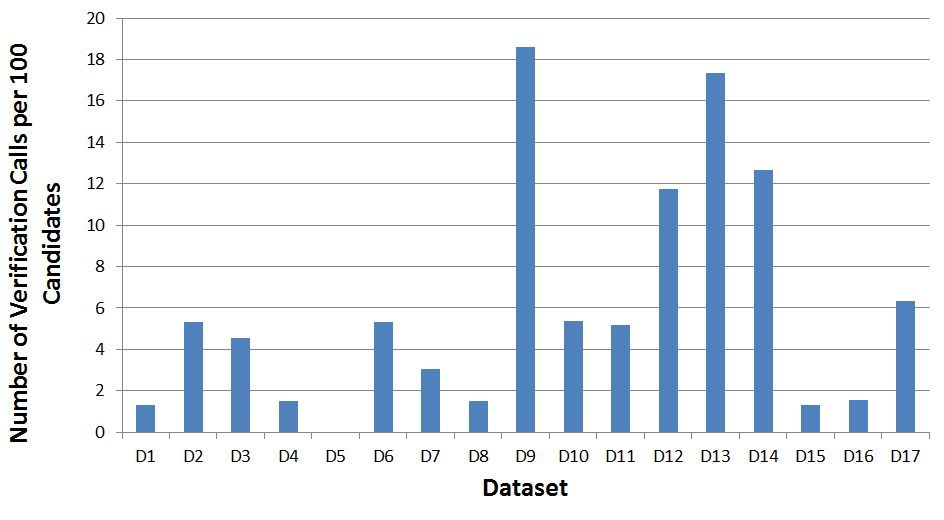 Number of Verification Calls per 100
Candidates
20
18
16
14
12
10
8
6
4
2
0
D1 D2 D3 D4 D5 D6 D7 D8 D9 D10 D11 D12 D13 D14 D15 D16 D17
Dataset